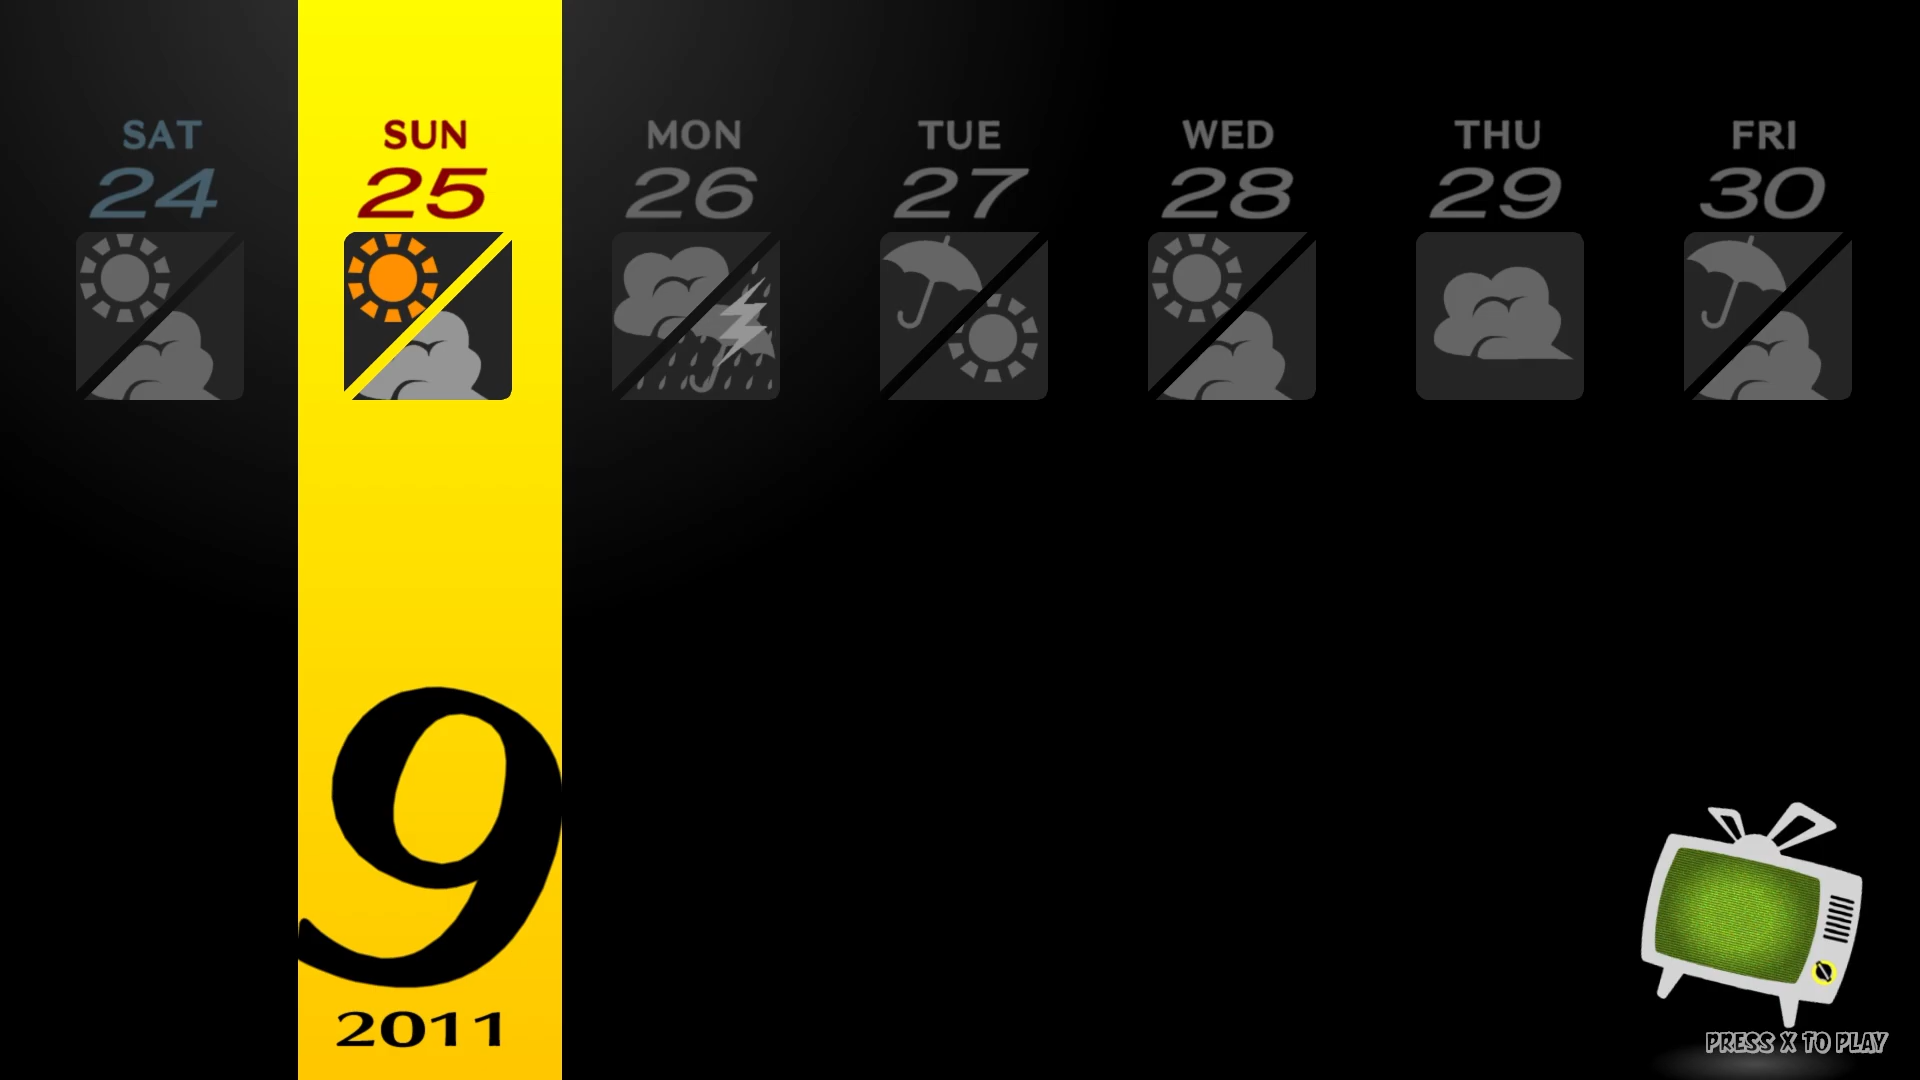 SAT SUN MON TUE WED THU FRI
24 25 26 27 28 29 30
9
2011
PRESS X TO PLAY